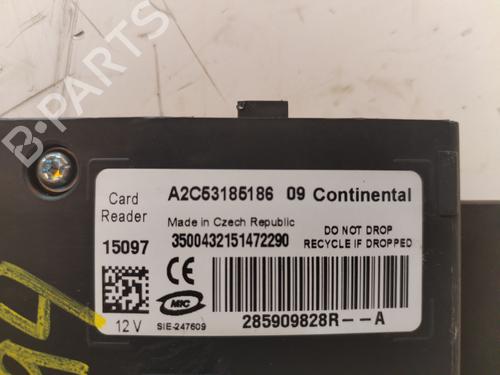 B-PARTS
Card Reader
A2C53185186 09 Continental
Made in Czech Republic
15097
3500432151472290
DO NOT DROP
RECYCLE IF DROPPED
CE
MIC
12 V
SIE-247609
285909828R--A